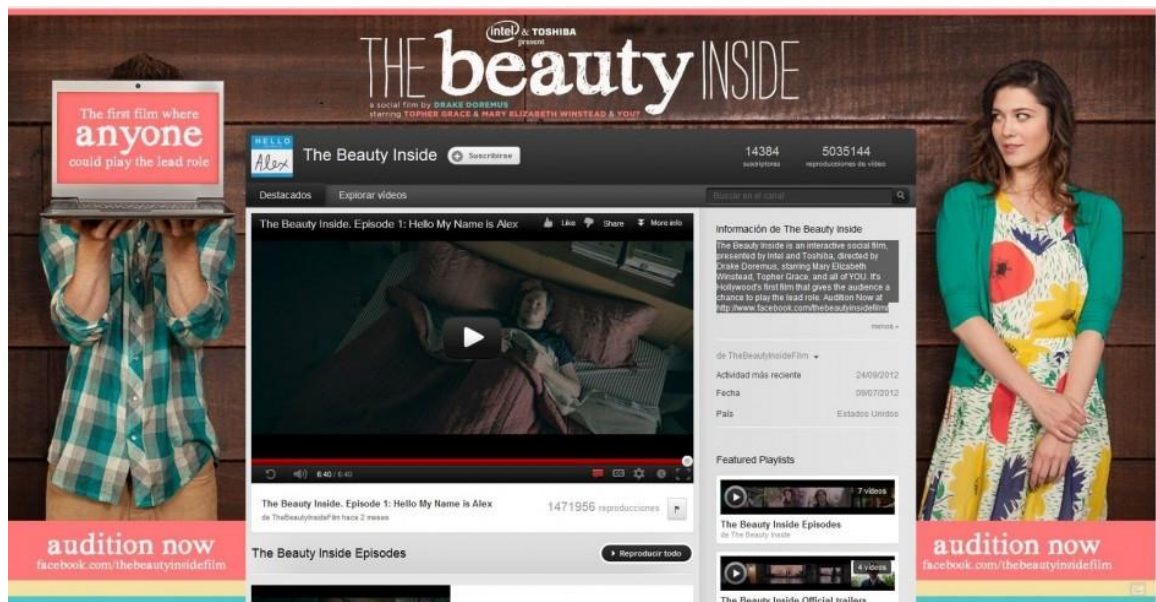 intel & TOSHIBA
present
THE beauty INSIDE
a social film by DRAKE DOREMUS
starring TOPHER GRACE & MARY ELIZABETH WINSTEAD & YOU?
The first film where
anyone
could play the lead role
HELLO
Alex
The Beauty Inside
Suscribirse
14384
suscriptores
5035144
reproducciones de vídeo
Destacados
Explorar vídeos
Buscar en el canal
The Beauty Inside. Episode 1: Hello My Name is Alex
Like
Share
More info
6:40 / 6:40
CC
The Beauty Inside. Episode 1: Hello My Name is Alex
de TheBeautyInsideFilm hace 2 meses
1471956 reproducciones
The Beauty Inside Episodes
Reproducir todo
Información de The Beauty Inside
The Beauty Inside is an interactive social film,
presented by Intel and Toshiba, directed by
Drake Doremus, starring Mary Elizabeth
Winstead, Topher Grace, and all of YOU. It's
Hollywood's first film that gives the audience a
chance to play the lead role. Audition Now at
http://www.facebook.com/thebeautyinsidefilm/
menos
de TheBeautyInsideFilm
Actividad más reciente 24/09/2012
Fecha 09/07/2012
País Estados Unidos
Featured Playlists
7 vídeos
The Beauty Inside Episodes
de The Beauty Inside
4 vídeos
The Beauty Inside Official trailers
audition now
facebook.com/thebeautyinsidefilm
audition now
facebook.com/thebeautyinsidefilm